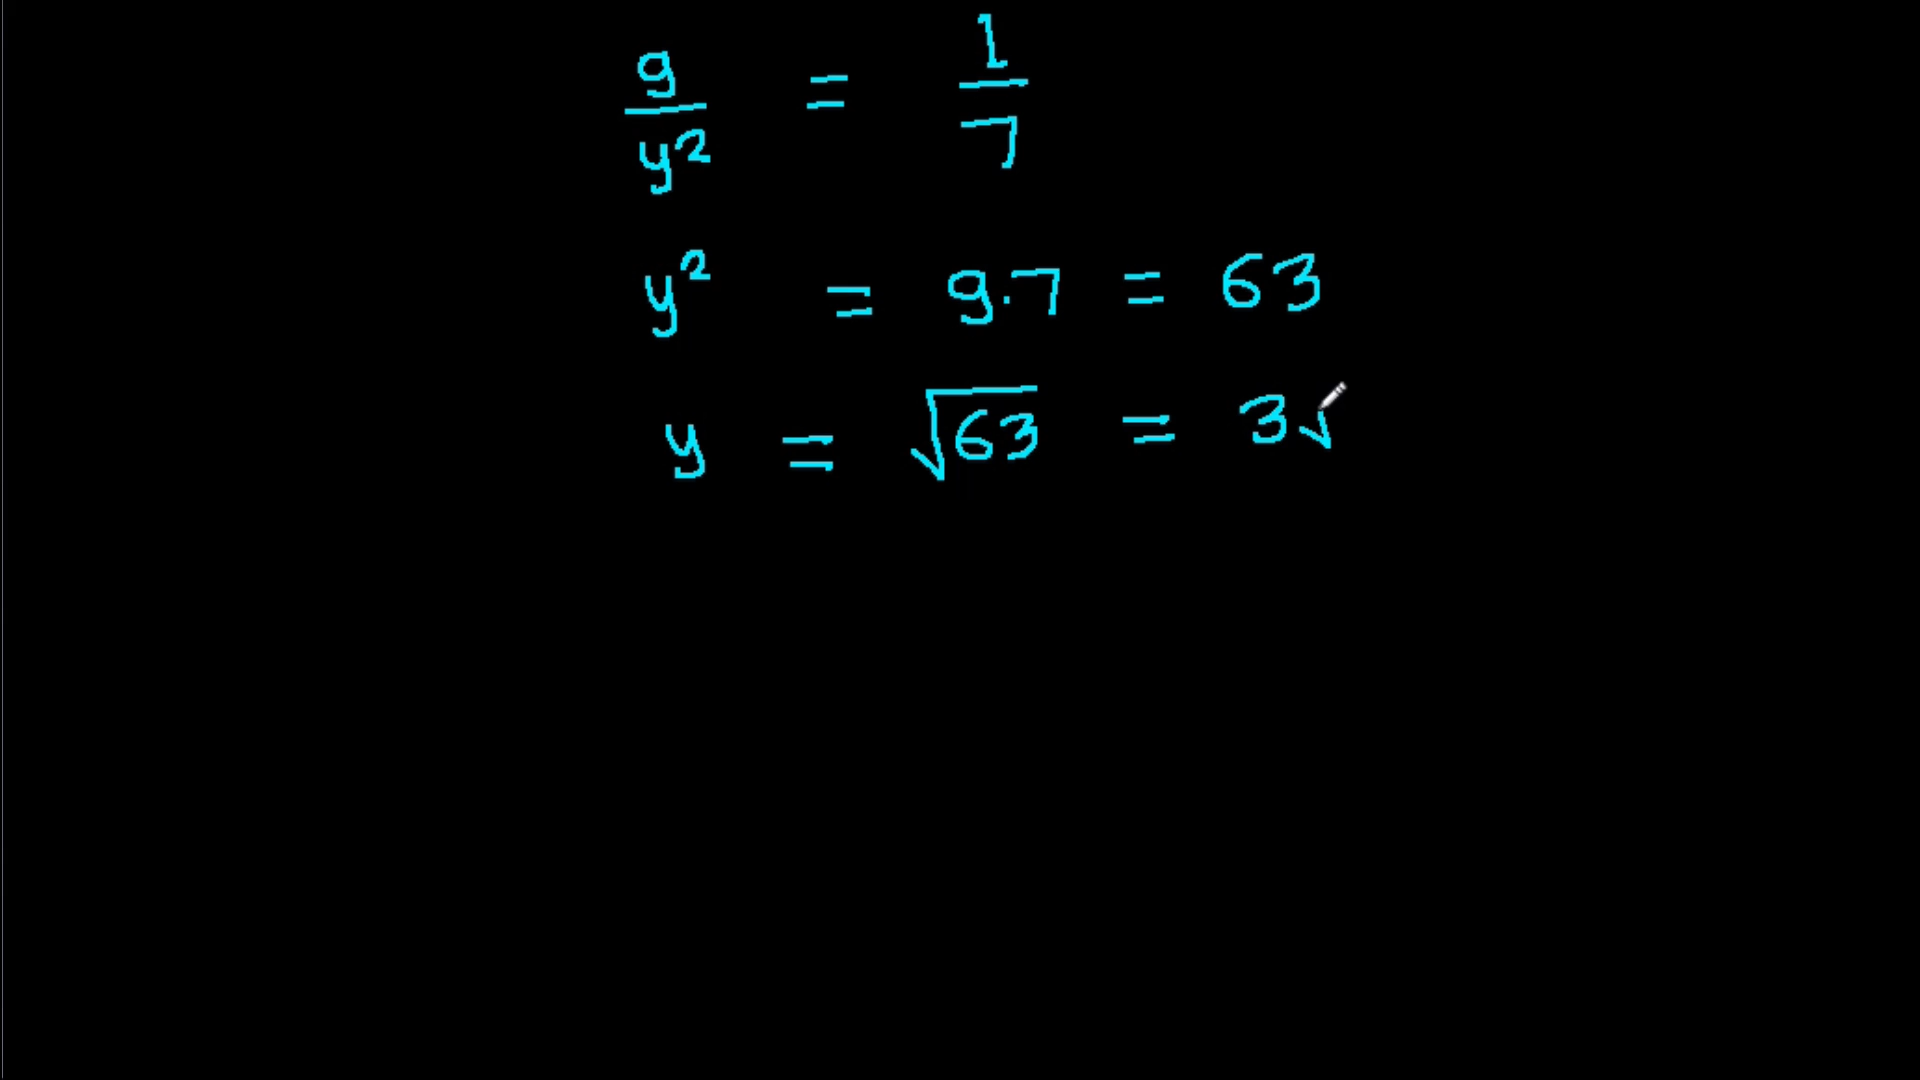 9/y² = 1/7
y² = 9·7 = 63
y = √63 = 3√